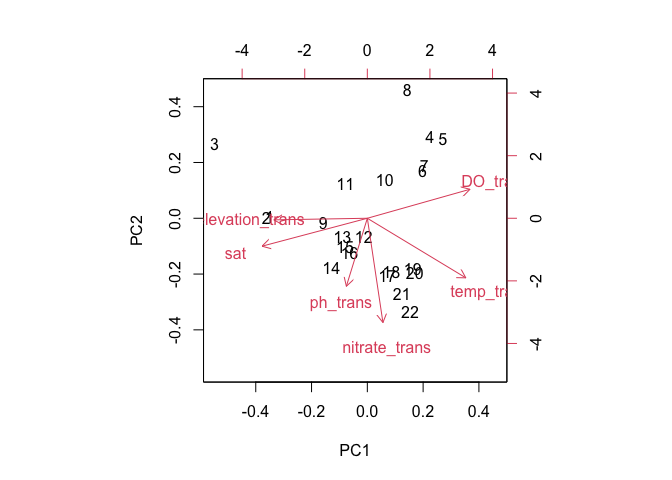 -4 -2 0 2 4
8
3
4 5
7
6
11
10
DO_tra
2
1
levation_trans
9
sat
13 12
15
16
14
18 19
17 20
21
22
ph_trans
temp_tra
nitrate_trans
0.4
0.2
0.0
-0.2
-0.4
PC2
4
2
0
-2
-4
-0.4 -0.2 0.0 0.2 0.4
PC1